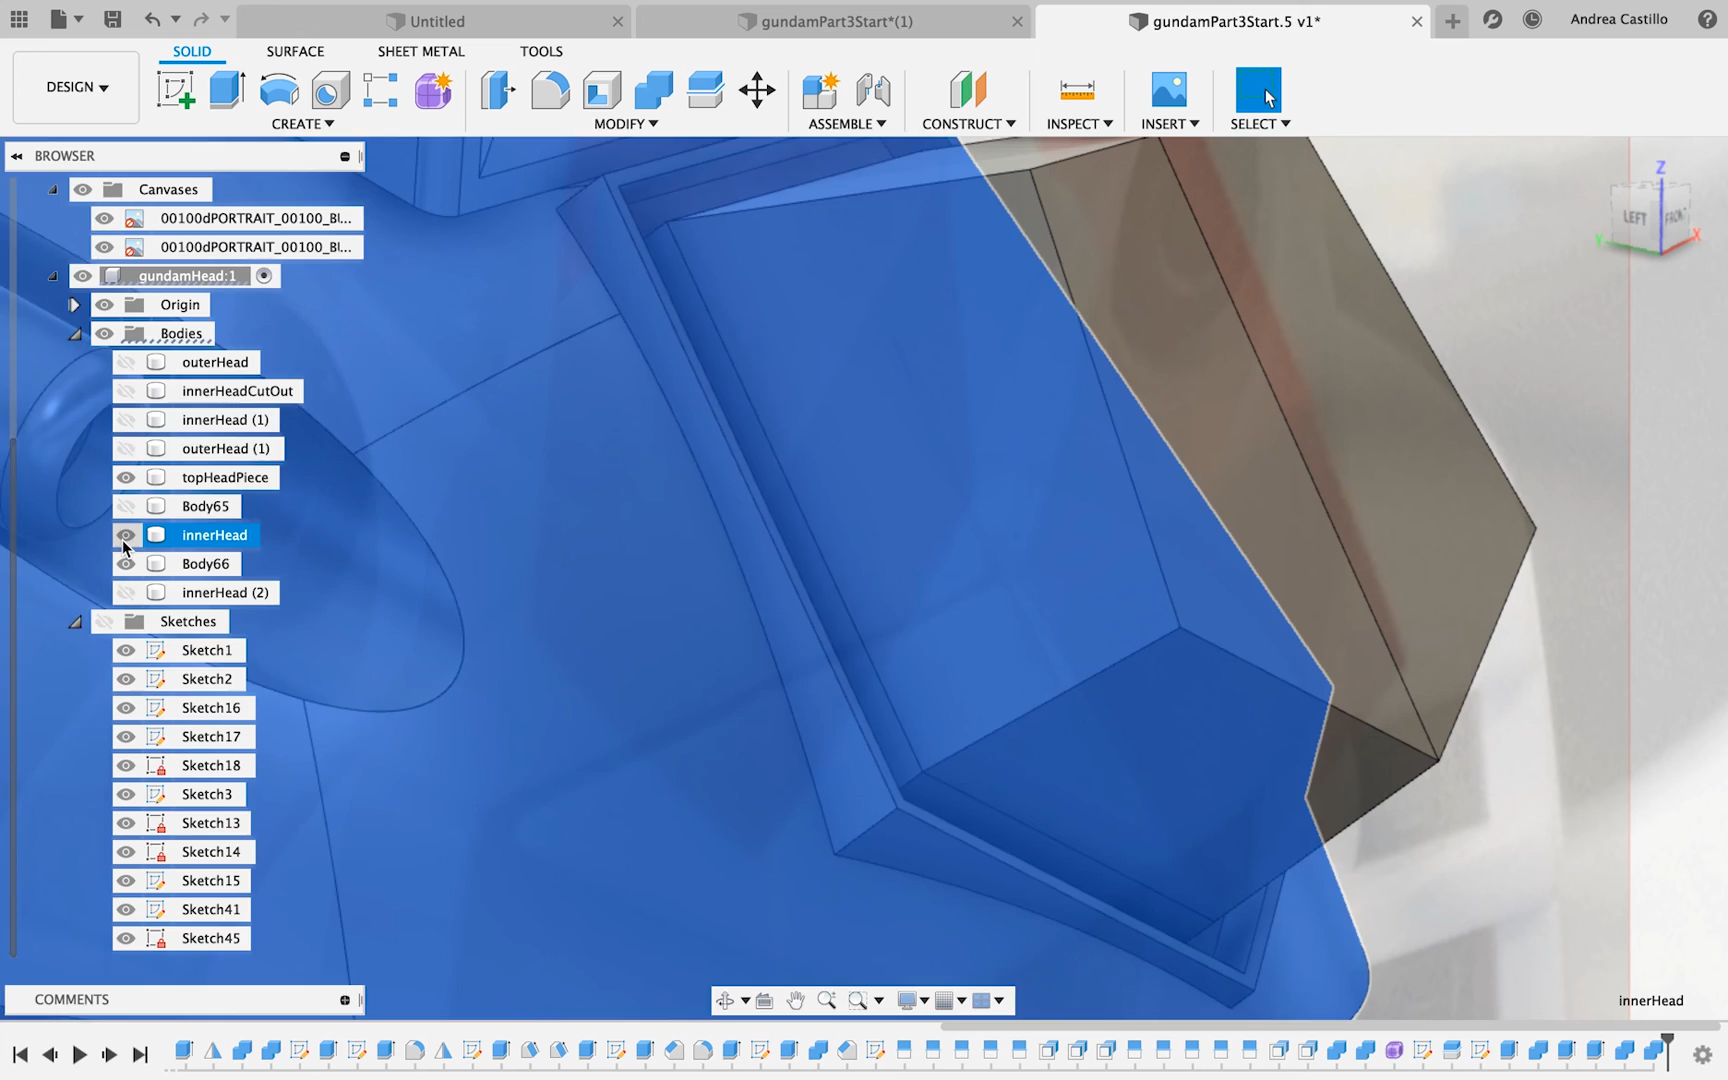 Untitled
gundamPart3Start*(1)
gundamPart3Start.5 v1*
Andrea Castillo
DESIGN
SOLID
SURFACE
SHEET METAL
TOOLS
CREATE
MODIFY
ASSEMBLE
CONSTRUCT
INSPECT
INSERT
SELECT
BROWSER
Canvases
00100dPORTRAIT_00100_Bl...
00100dPORTRAIT_00100_Bl...
gundamHead:1
Origin
Bodies
outerHead
innerHeadCutOut
innerHead (1)
outerHead (1)
topHeadPiece
Body65
innerHead
Body66
innerHead (2)
Sketches
Sketch1
Sketch2
Sketch16
Sketch17
Sketch18
Sketch3
Sketch13
Sketch14
Sketch15
Sketch41
Sketch45
COMMENTS
Z
LEFT
FRONT
Y
X
innerHead